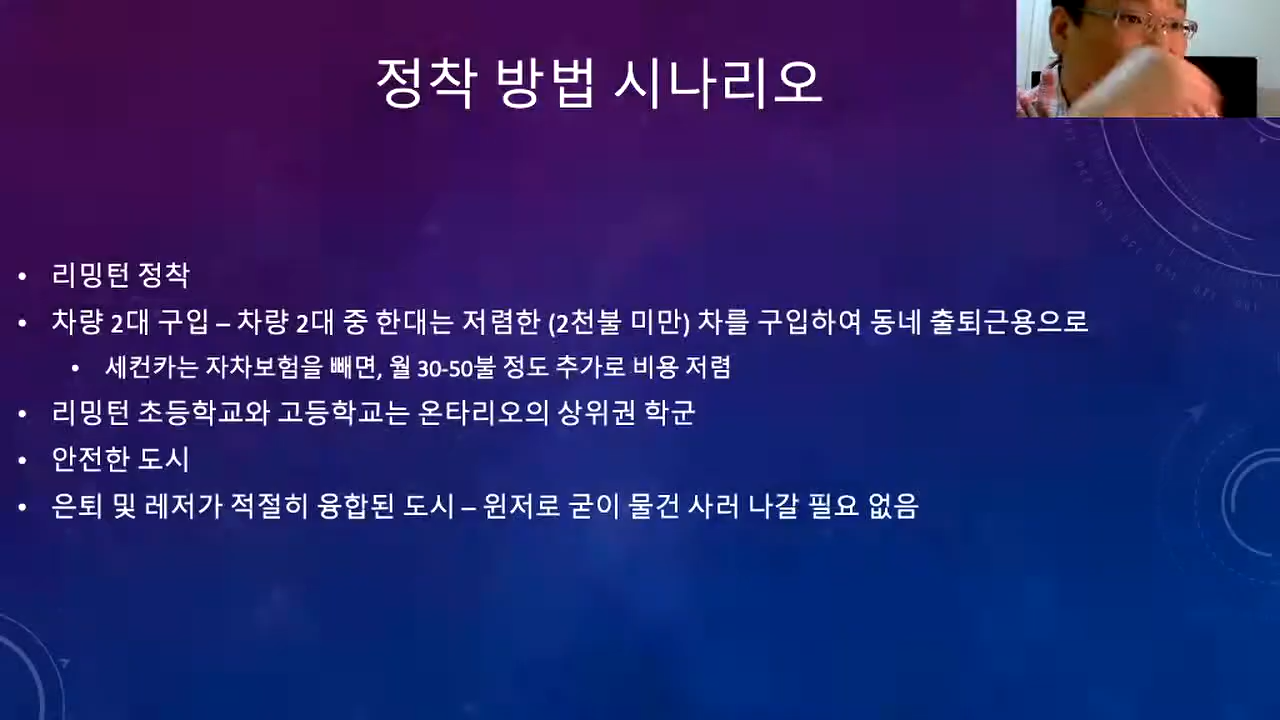 정착 방법 시나리오
• 리밍턴 정착
• 차량 2대 구입 – 차량 2대 중 한대는 저렴한 (2천불 미만) 차를 구입하여 동네 출퇴근용으로
• 세컨카는 자차보험을 빼면, 월 30-50불 정도 추가로 비용 저렴
• 리밍턴 초등학교와 고등학교는 온타리오의 상위권 학군
• 안전한 도시
• 은퇴 및 레저가 적절히 융합된 도시 – 윈저로 굳이 물건 사러 나갈 필요 없음